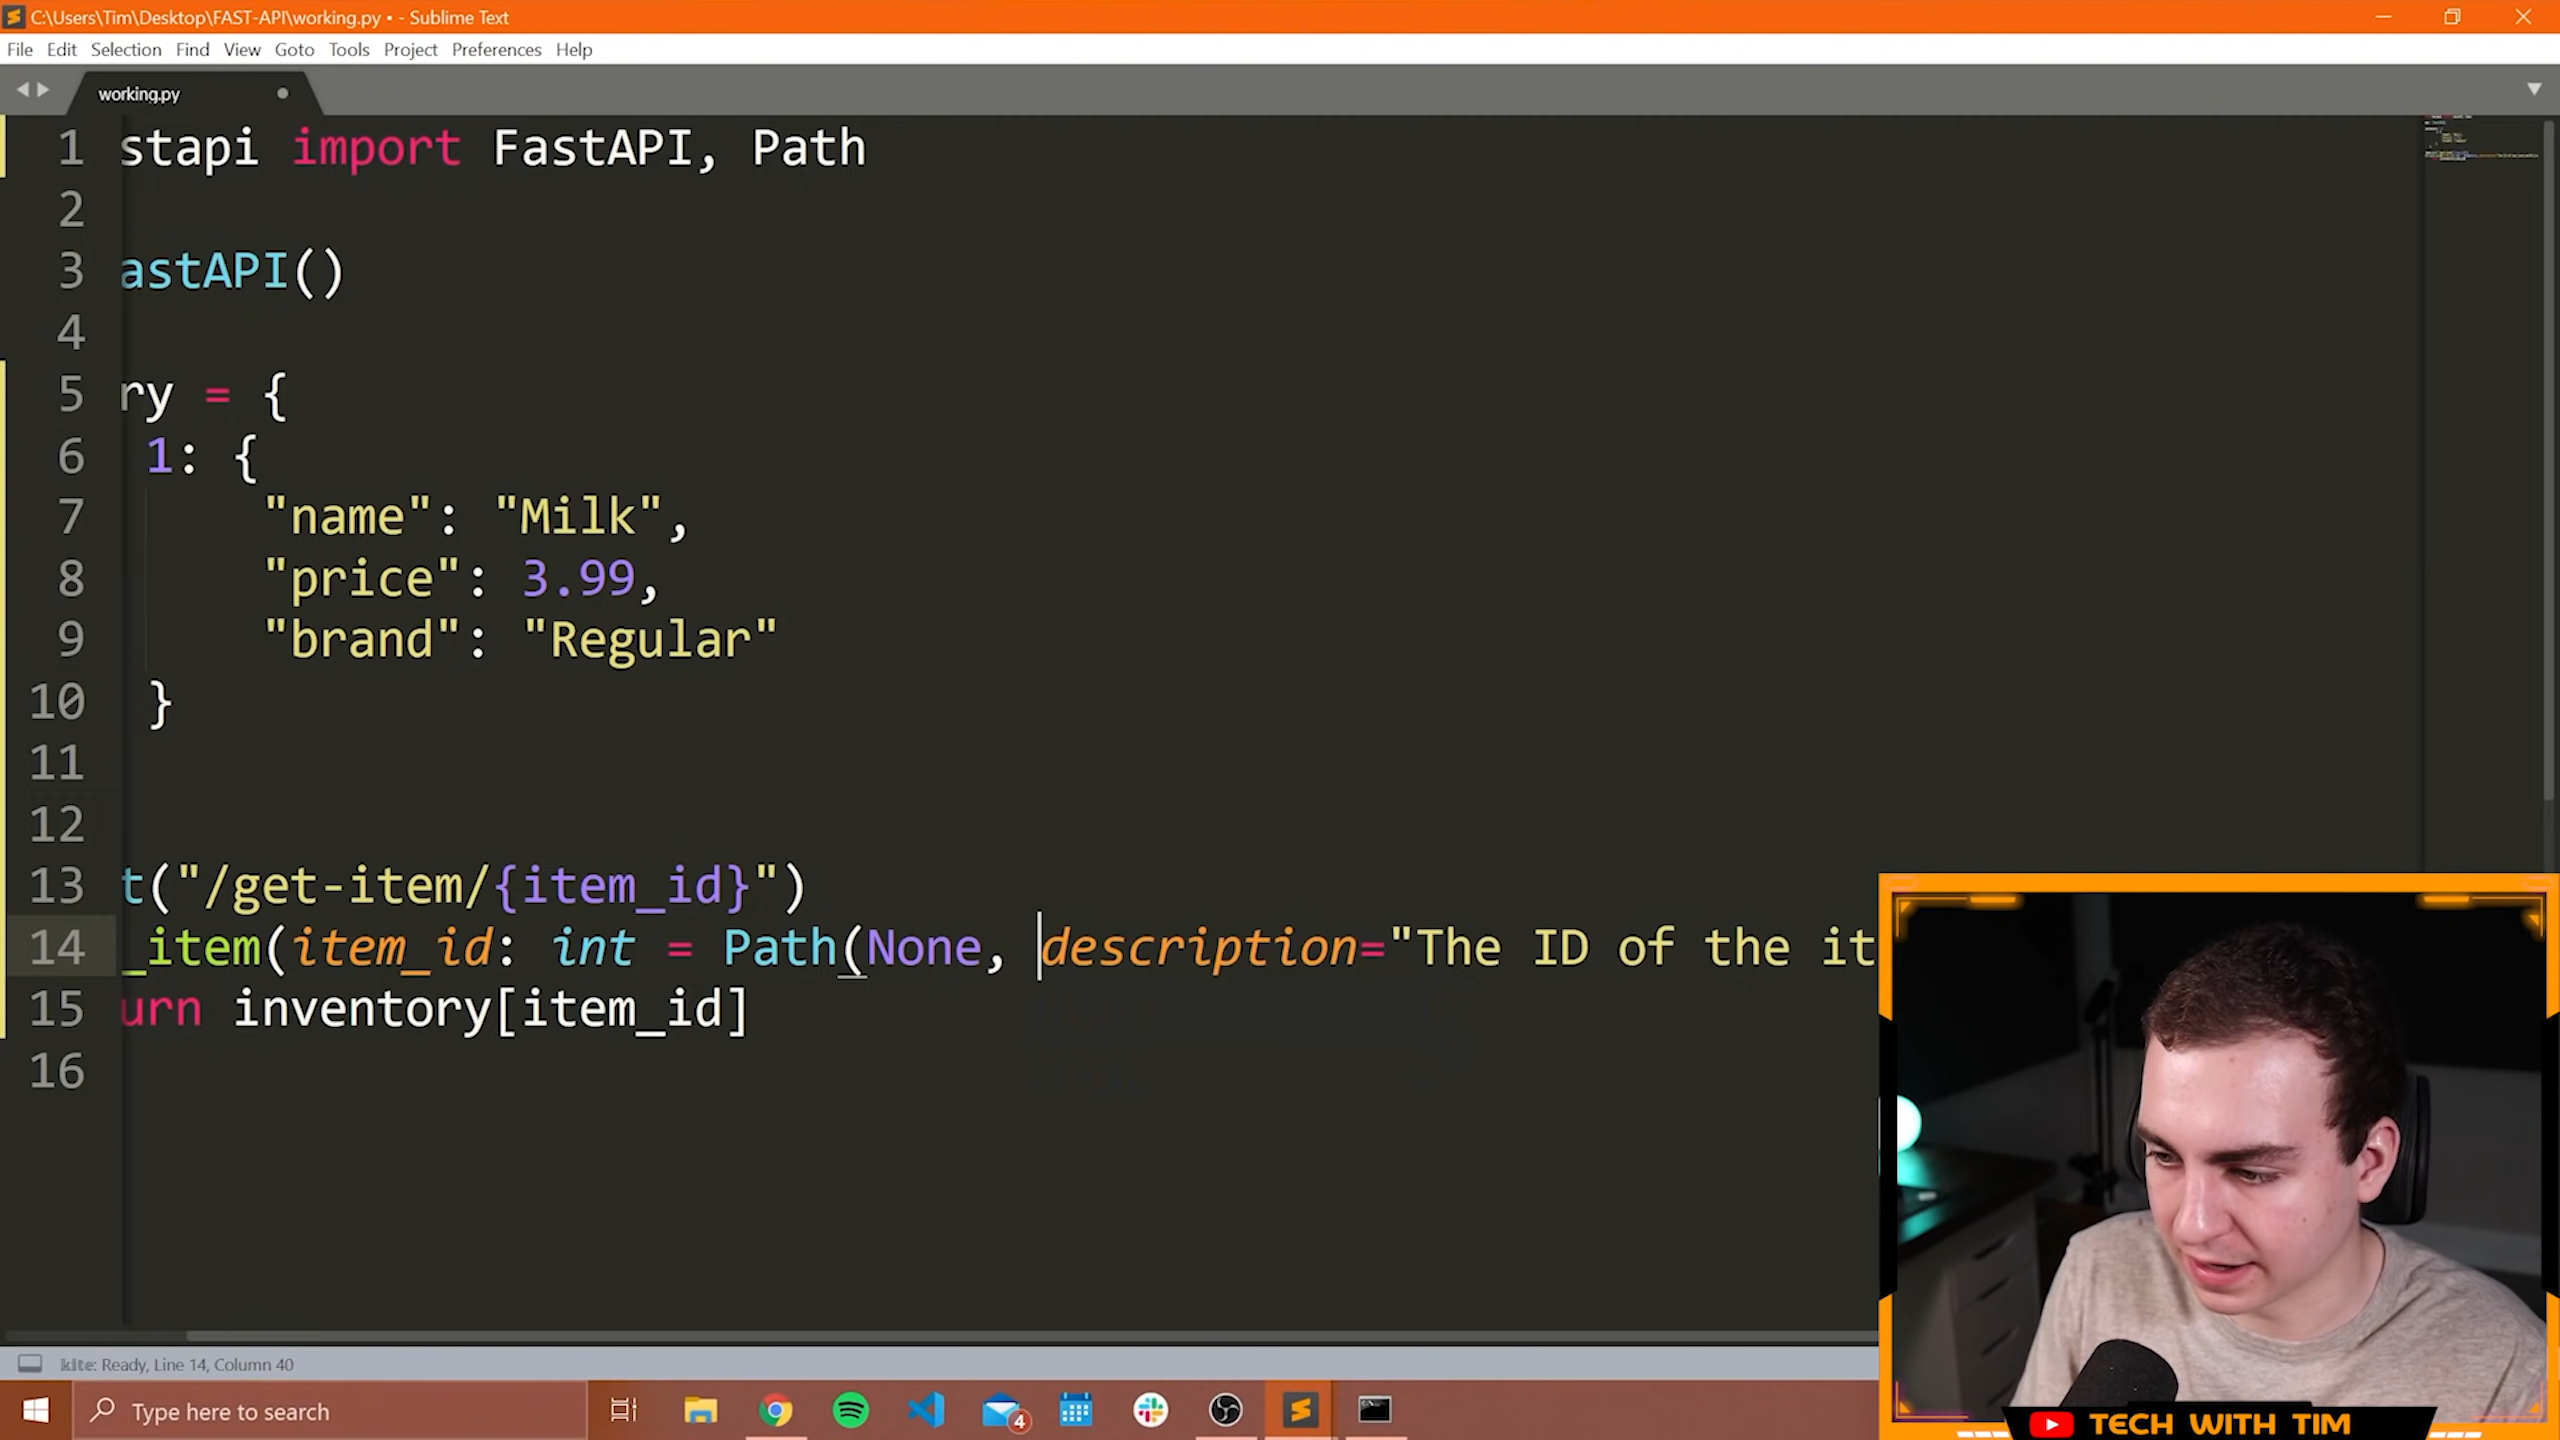 C:\Users\Tim\Desktop\FAST-API\working.py • - Sublime Text
File Edit Selection Find View Goto Tools Project Preferences Help
working.py
1 stapi import FastAPI, Path
2
3 astAPI()
4
5 ry = {
6 1: {
7 "name": "Milk",
8 "price": 3.99,
9 "brand": "Regular"
10 }
11
12
13 t("/get-item/{item_id}")
14 _item(item_id: int = Path(None, description="The ID of the it
15 urn inventory[item_id]
16
kite: Ready, Line 14, Column 40
Type here to search
4
TECH WITH TIM